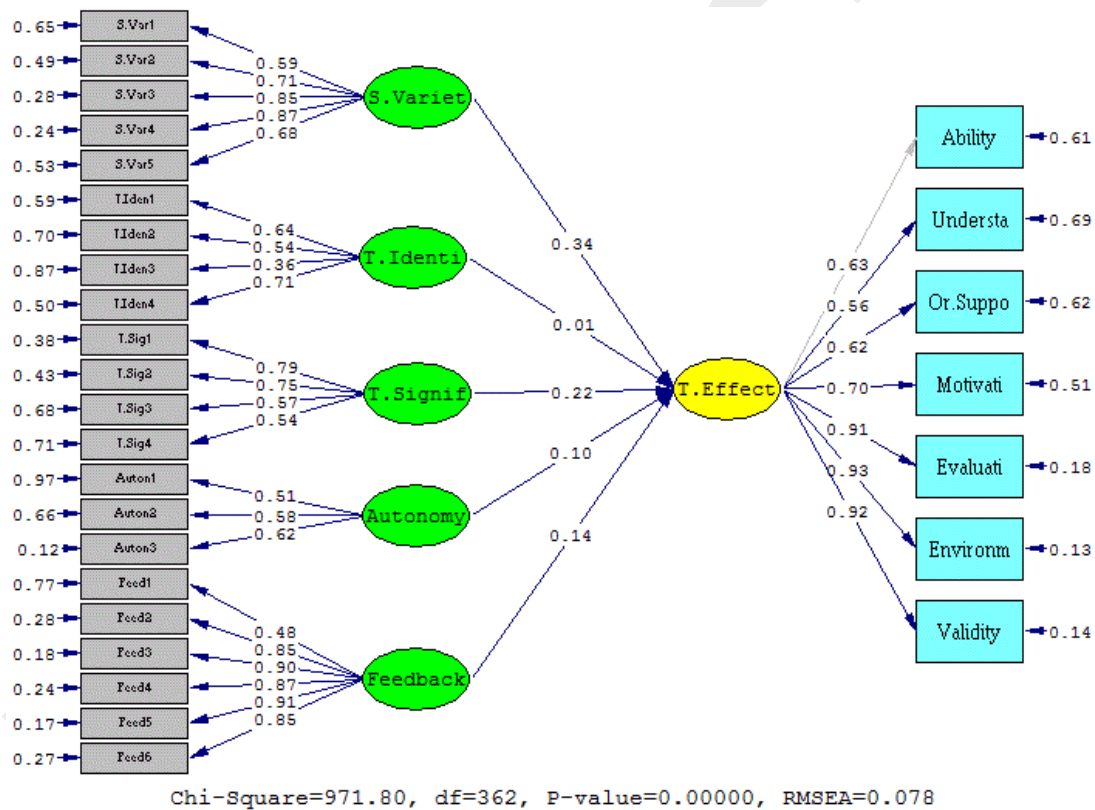 0.65 S.Var1
0.49 S.Var2
0.28 S.Var3
0.24 S.Var4
0.53 S.Var5
0.59 T.Iden1
0.70 T.Iden2
0.87 T.Iden3
0.50 T.Iden4
0.38 T.Sig1
0.43 T.Sig2
0.68 T.Sig3
0.71 T.Sig4
0.97 Auton1
0.66 Auton2
0.12 Auton3
0.77 Feed1
0.28 Feed2
0.18 Feed3
0.24 Feed4
0.17 Feed5
0.27 Feed6
0.59
0.71
0.85
0.87
0.68
0.64
0.54
0.36
0.71
0.79
0.75
0.57
0.54
0.51
0.58
0.62
0.48
0.85
0.90
0.87
0.91
0.85
S.Variet
T.Identi
T.Signif
Autonomy
Feedback
0.34
0.01
0.22
0.10
0.14
T.Effect
0.63
0.56
0.62
0.70
0.91
0.93
0.92
Ability 0.61
Understa 0.69
Or.Suppo 0.62
Motivati 0.51
Evaluati 0.18
Environm 0.13
Validity 0.14
Chi-Square=971.80, df=362, P-value=0.00000, RMSEA=0.078